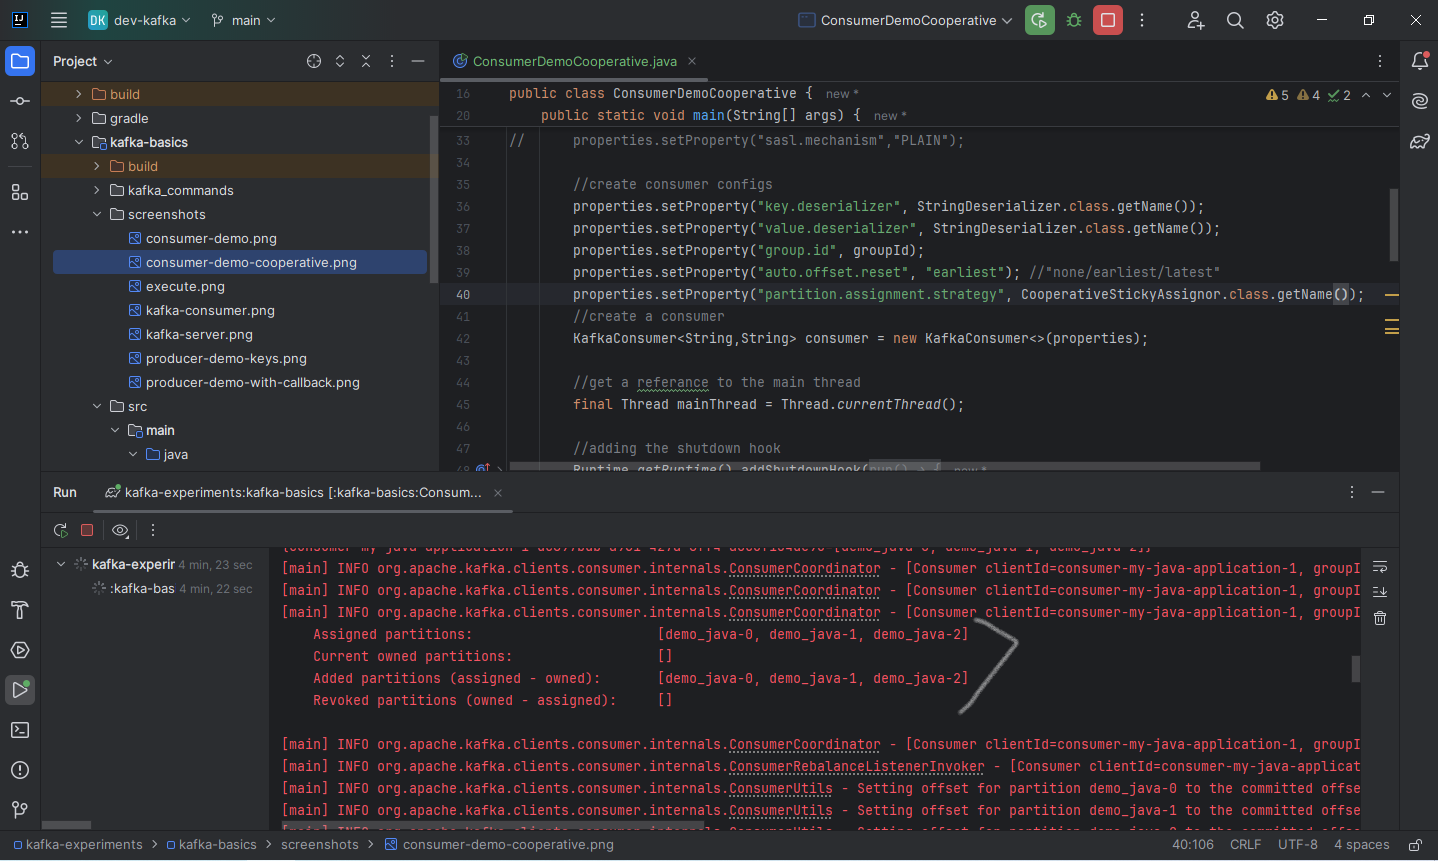 DK dev-kafka main ConsumerDemoCooperative
Project
build
gradle
kafka-basics
build
kafka_commands
screenshots
consumer-demo.png
consumer-demo-cooperative.png
execute.png
kafka-consumer.png
kafka-server.png
producer-demo-keys.png
producer-demo-with-callback.png
src
main
java
ConsumerDemoCooperative.java
5 4 2
16 public class ConsumerDemoCooperative { new *
20 public static void main(String[] args) { new *
33 // properties.setProperty("sasl.mechanism","PLAIN");
34
35 //create consumer configs
36 properties.setProperty("key.deserializer", StringDeserializer.class.getName());
37 properties.setProperty("value.deserializer", StringDeserializer.class.getName());
38 properties.setProperty("group.id", groupId);
39 properties.setProperty("auto.offset.reset", "earliest"); //"none/earliest/latest"
40 properties.setProperty("partition.assignment.strategy", CooperativeStickyAssignor.class.getName());
41 //create a consumer
42 KafkaConsumer<String,String> consumer = new KafkaConsumer<>(properties);
43
44 //get a referance to the main thread
45 final Thread mainThread = Thread.currentThread();
46
47 //adding the shutdown hook
48 Runtime.getRuntime().addShutdownHook(run() → { new *
Run kafka-experiments:kafka-basics [:kafka-basics:Consum...
kafka-experir 4 min, 23 sec
:kafka-bas 4 min, 22 sec
[main] INFO org.apache.kafka.clients.consumer.internals.ConsumerCoordinator - [Consumer clientId=consumer-my-java-application-1, groupI
[main] INFO org.apache.kafka.clients.consumer.internals.ConsumerCoordinator - [Consumer clientId=consumer-my-java-application-1, groupI
[main] INFO org.apache.kafka.clients.consumer.internals.ConsumerCoordinator - [Consumer clientId=consumer-my-java-application-1, groupI
Assigned partitions: [demo_java-0, demo_java-1, demo_java-2]
Current owned partitions: []
Added partitions (assigned - owned): [demo_java-0, demo_java-1, demo_java-2]
Revoked partitions (owned - assigned): []
[main] INFO org.apache.kafka.clients.consumer.internals.ConsumerCoordinator - [Consumer clientId=consumer-my-java-application-1, groupI
[main] INFO org.apache.kafka.clients.consumer.internals.ConsumerRebalanceListenerInvoker - [Consumer clientId=consumer-my-java-applicat
[main] INFO org.apache.kafka.clients.consumer.internals.ConsumerUtils - Setting offset for partition demo_java-0 to the committed offse
[main] INFO org.apache.kafka.clients.consumer.internals.ConsumerUtils - Setting offset for partition demo_java-1 to the committed offse
kafka-experiments > kafka-basics > screenshots > consumer-demo-cooperative.png 40:106 CRLF UTF-8 4 spaces